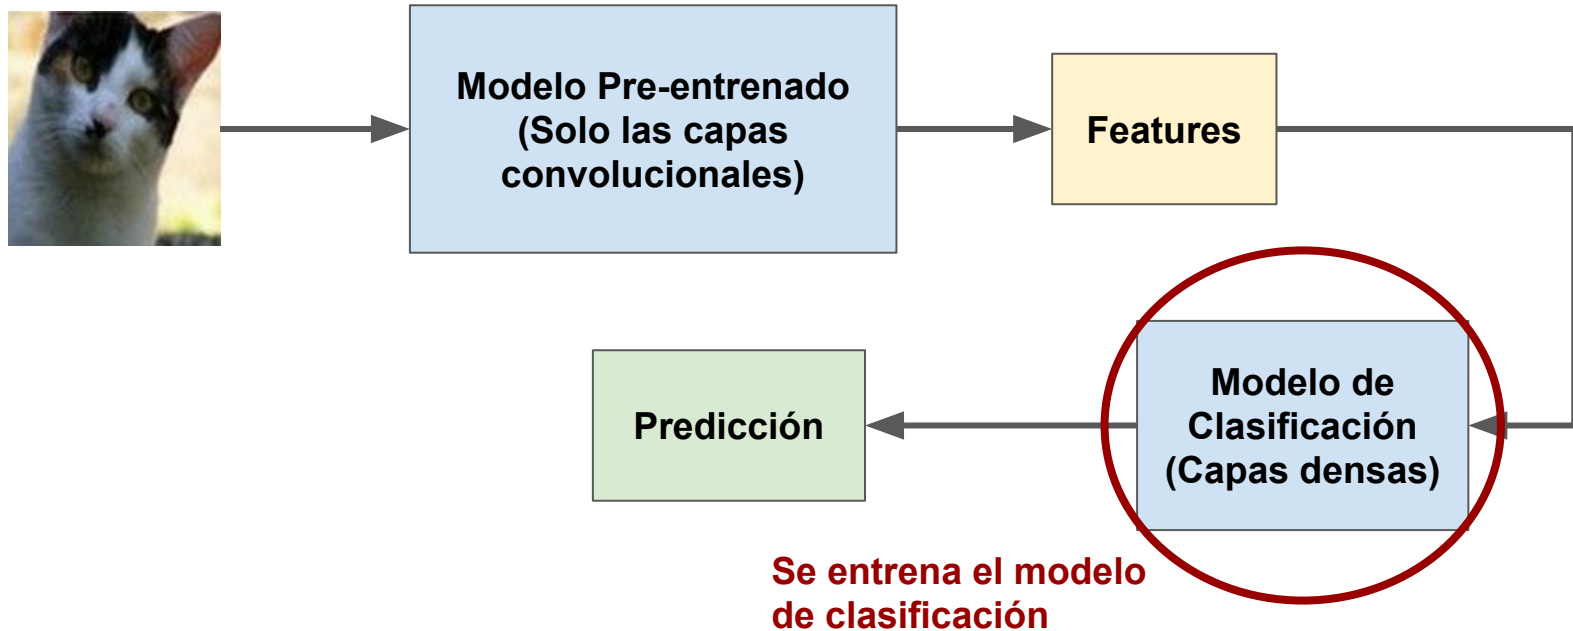 Modelo Pre-entrenado
(Solo las capas
convolucionales)
Features
Modelo de
Clasificación
(Capas densas)
Predicción
Se entrena el modelo
de clasificación